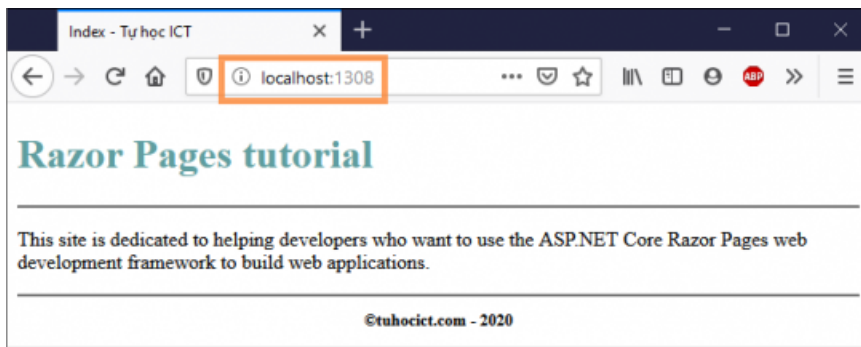 Index - Tự học ICT
localhost:1308
ABP
Razor Pages tutorial
This site is dedicated to helping developers who want to use the ASP.NET Core Razor Pages web
development framework to build web applications.
©tuhocict.com - 2020